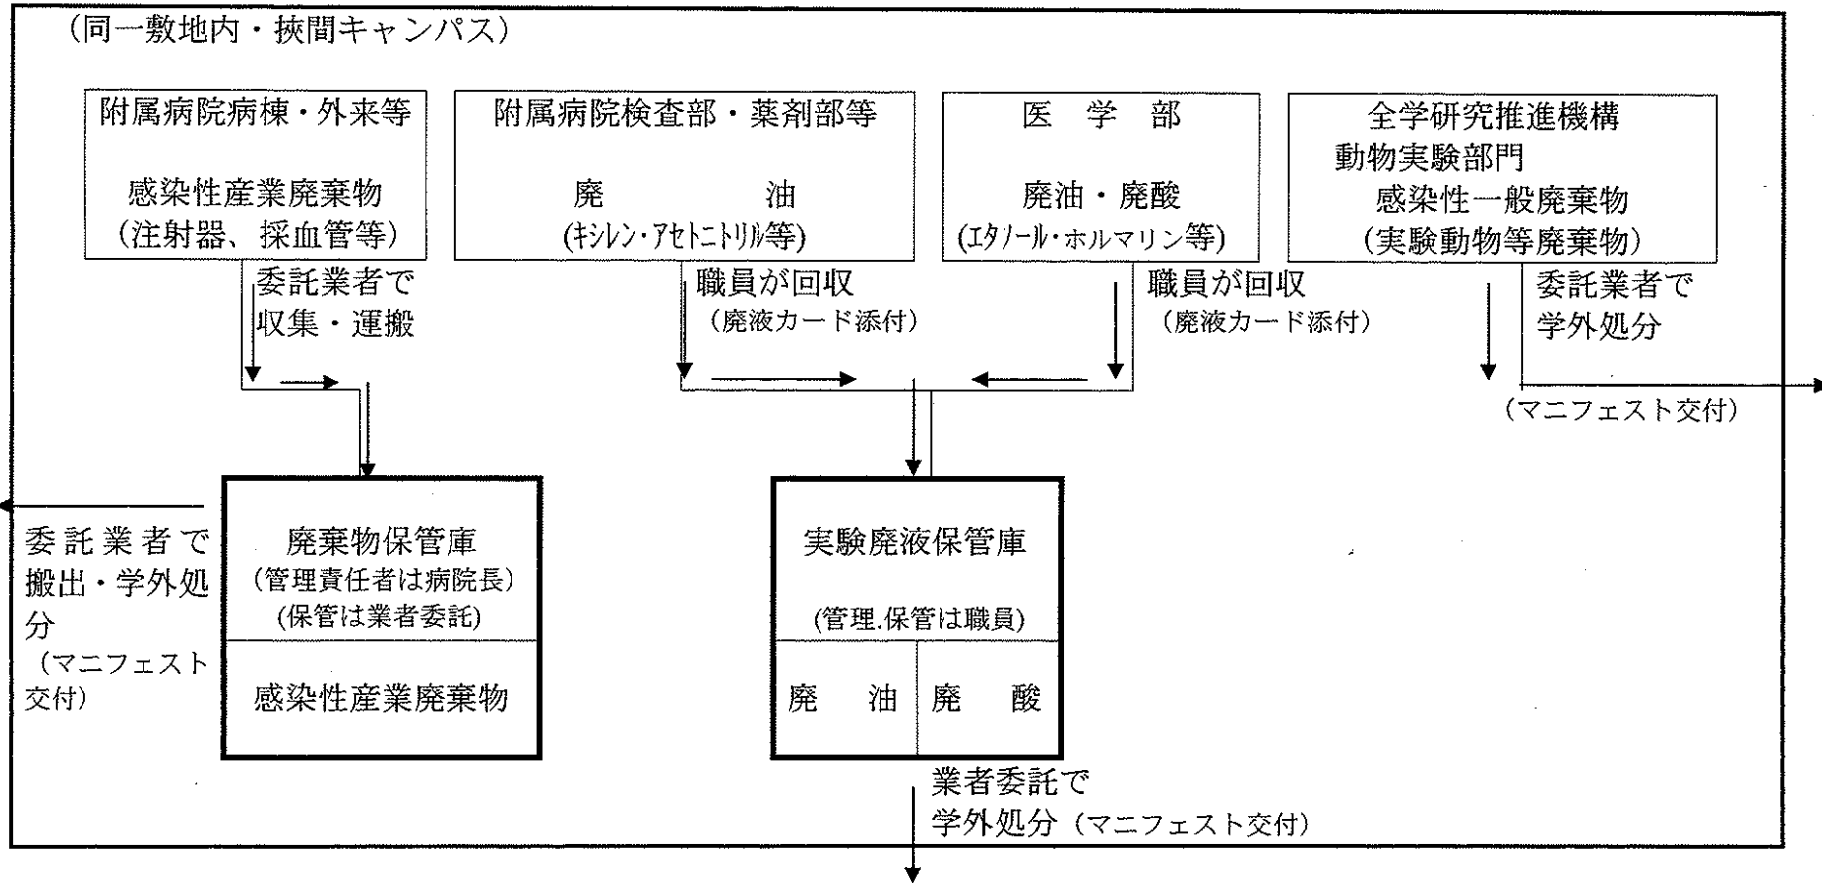 （同一敷地内・挾間キャンパス）
附属病院病棟・外来等
感染性産業廃棄物
(注射器、採血管等)
委託業者で
収集・運搬
附属病院検査部・薬剤部等
廃　　　　　油
(ｷｼﾚﾝ・ｱｾﾄﾆﾄﾘﾙ等)
職員が回収
（廃液カード添付）
医　学　部
廃油・廃酸
(ｴﾀﾉｰﾙ・ホルマリン等)
職員が回収
（廃液カード添付）
全学研究推進機構
動物実験部門
感染性一般廃棄物
（実験動物等廃棄物）
委託業者で
学外処分
（マニフェスト交付）
委託業者で
搬出・学外処
分
（マニフェスト
交付）
廃棄物保管庫
（管理責任者は病院長）
(保管は業者委託)
感染性産業廃棄物
実験廃液保管庫
(管理.保管は職員)
廃　油
廃　酸
業者委託で
学外処分（マニフェスト交付）